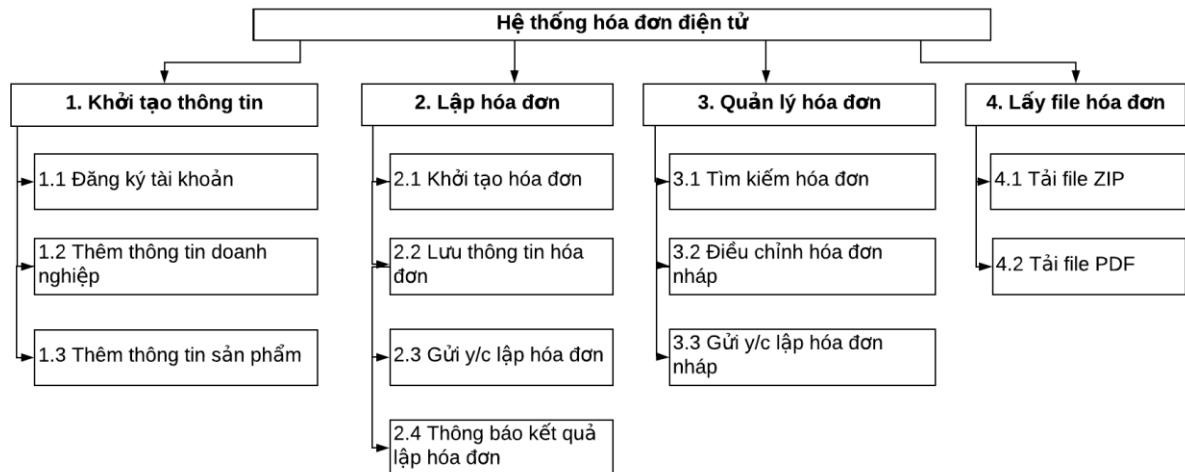 Hệ thống hóa đơn điện tử
1. Khởi tạo thông tin
2. Lập hóa đơn
3. Quản lý hóa đơn
4. Lấy file hóa đơn
1.1 Đăng ký tài khoản
2.1 Khởi tạo hóa đơn
3.1 Tìm kiếm hóa đơn
4.1 Tải file ZIP
1.2 Thêm thông tin doanh
nghiệp
2.2 Lưu thông tin hóa
đơn
3.2 Điều chỉnh hóa đơn
nháp
4.2 Tải file PDF
1.3 Thêm thông tin sản phẩm
2.3 Gửi y/c lập hóa đơn
3.3 Gửi y/c lập hóa đơn
nháp
2.4 Thông báo kết quả
lập hóa đơn